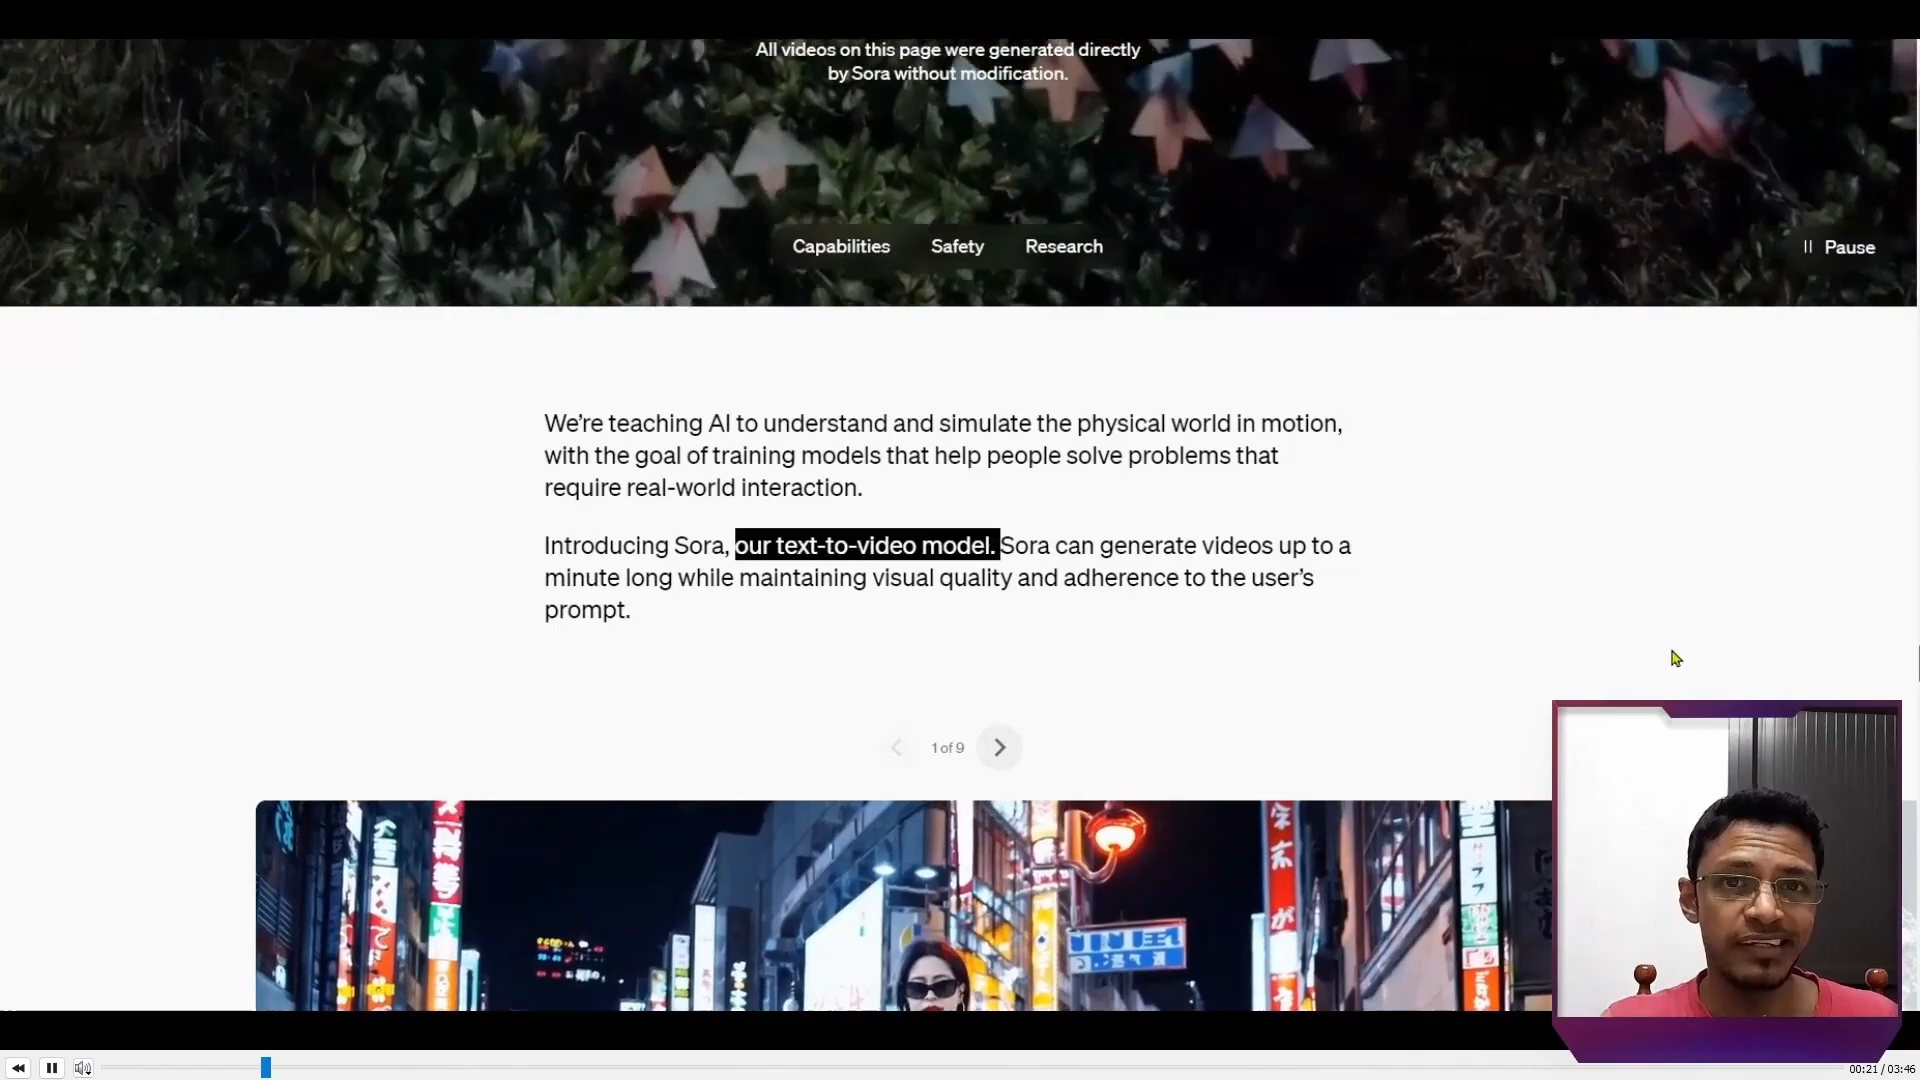 All videos on this page were generated directly
by Sora without modification.
Capabilities
Safety
Research
Pause
We're teaching AI to understand and simulate the physical world in motion,
with the goal of training models that help people solve problems that
require real-world interaction.
Introducing Sora, our text-to-video model. Sora can generate videos up to a
minute long while maintaining visual quality and adherence to the user's
prompt.
1 of 9
00:21 / 03:46